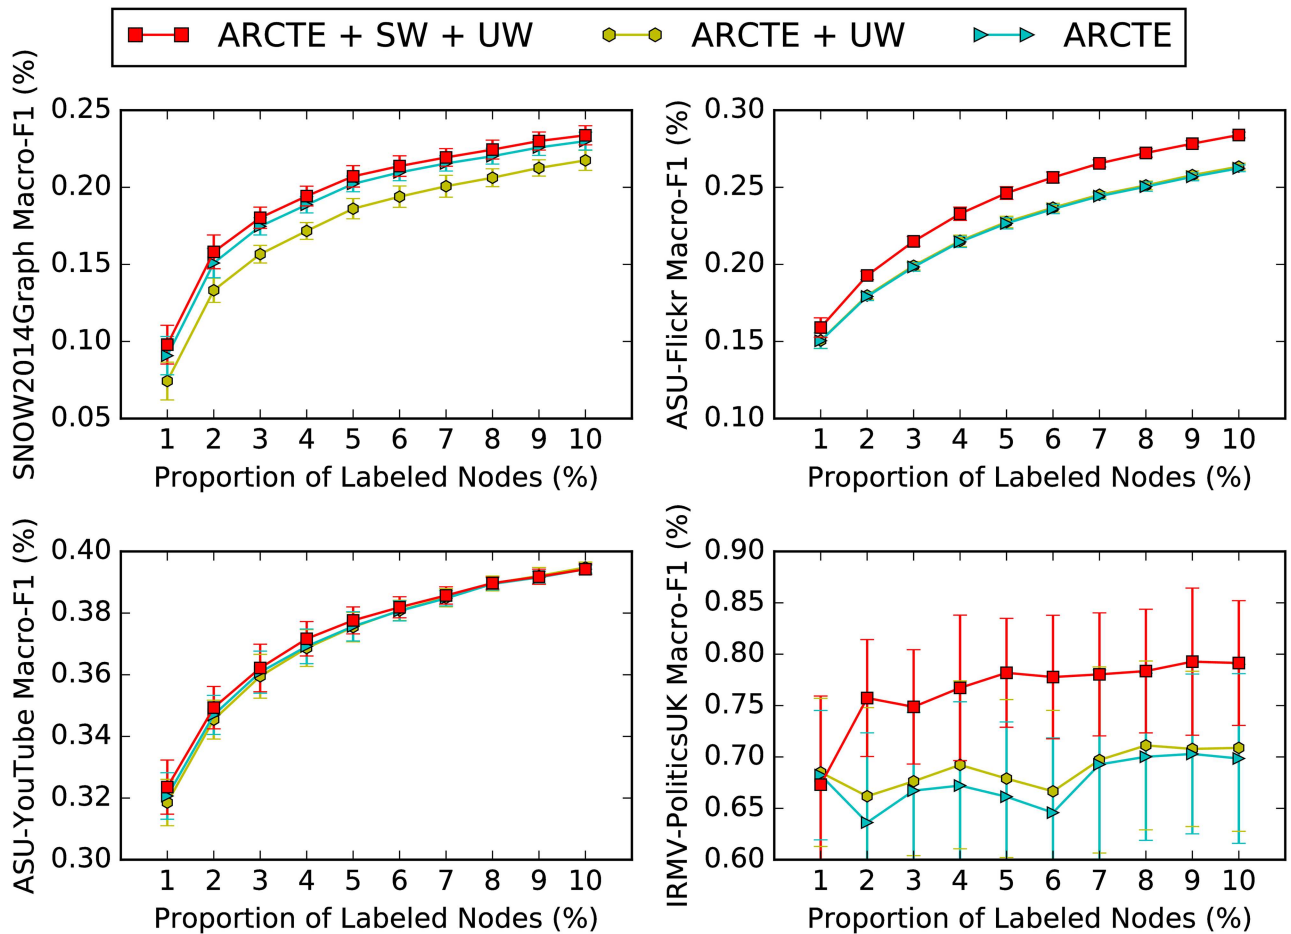 ARCTE + SW + UW ARCTE + UW ARCTE
SNOW2014Graph Macro-F1 (%)
0.25
0.20
0.15
0.10
0.05
1 2 3 4 5 6 7 8 9 10
Proportion of Labeled Nodes (%)
ASU-Flickr Macro-F1 (%)
0.30
0.25
0.20
0.15
0.10
1 2 3 4 5 6 7 8 9 10
Proportion of Labeled Nodes (%)
ASU-YouTube Macro-F1 (%)
0.40
0.38
0.36
0.34
0.32
0.30
1 2 3 4 5 6 7 8 9 10
Proportion of Labeled Nodes (%)
IRMV-PoliticsUK Macro-F1 (%)
0.90
0.85
0.80
0.75
0.70
0.65
0.60
1 2 3 4 5 6 7 8 9 10
Proportion of Labeled Nodes (%)